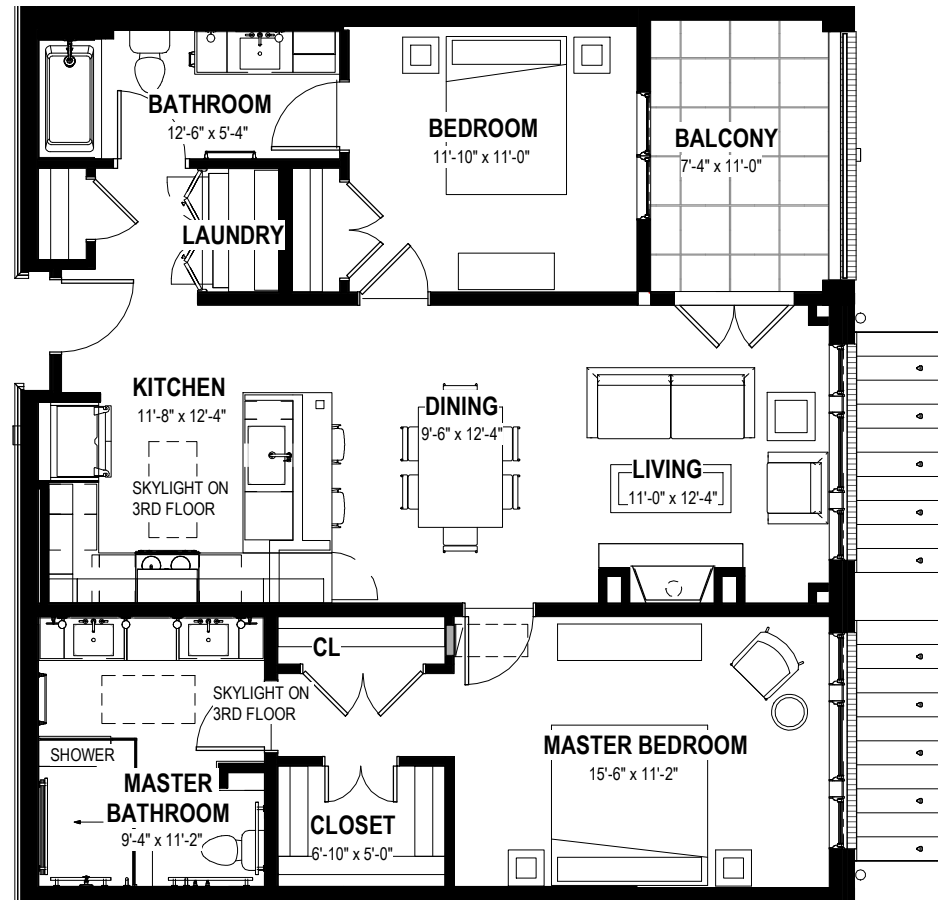 BATHROOM
12'-6" x 5'-4"
BEDROOM
11'-10" x 11'-0"
BALCONY
7'-4" x 11'-0"
LAUNDRY
KITCHEN
11'-8" x 12'-4"
SKYLIGHT ON
3RD FLOOR
DINING
9'-6" x 12'-4"
LIVING
11'-0" x 12'-4"
CL
SKYLIGHT ON
3RD FLOOR
SHOWER
MASTER
BATHROOM
9'-4" x 11'-2"
CLOSET
6'-10" x 5'-0"
MASTER BEDROOM
15'-6" x 11'-2"